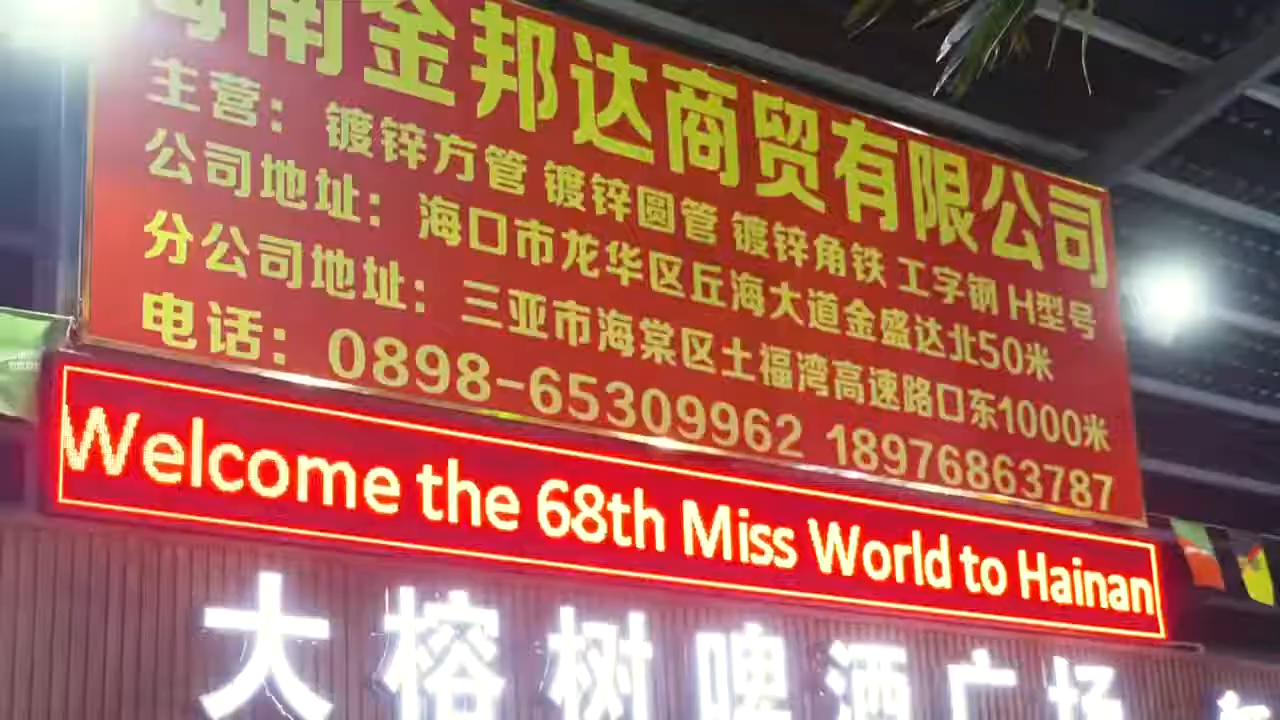 海南金邦达商贸有限公司
主营：镀锌方管 镀锌圆管 镀锌角铁 工字钢 H型号
公司地址：海口市龙华区丘海大道金盛达北50米
分公司地址：三亚市海棠区土福湾高速路口东1000米
电话：0898-65309962 18976863787
Welcome the 68th Miss World to Hainan
大榕树啤酒广场